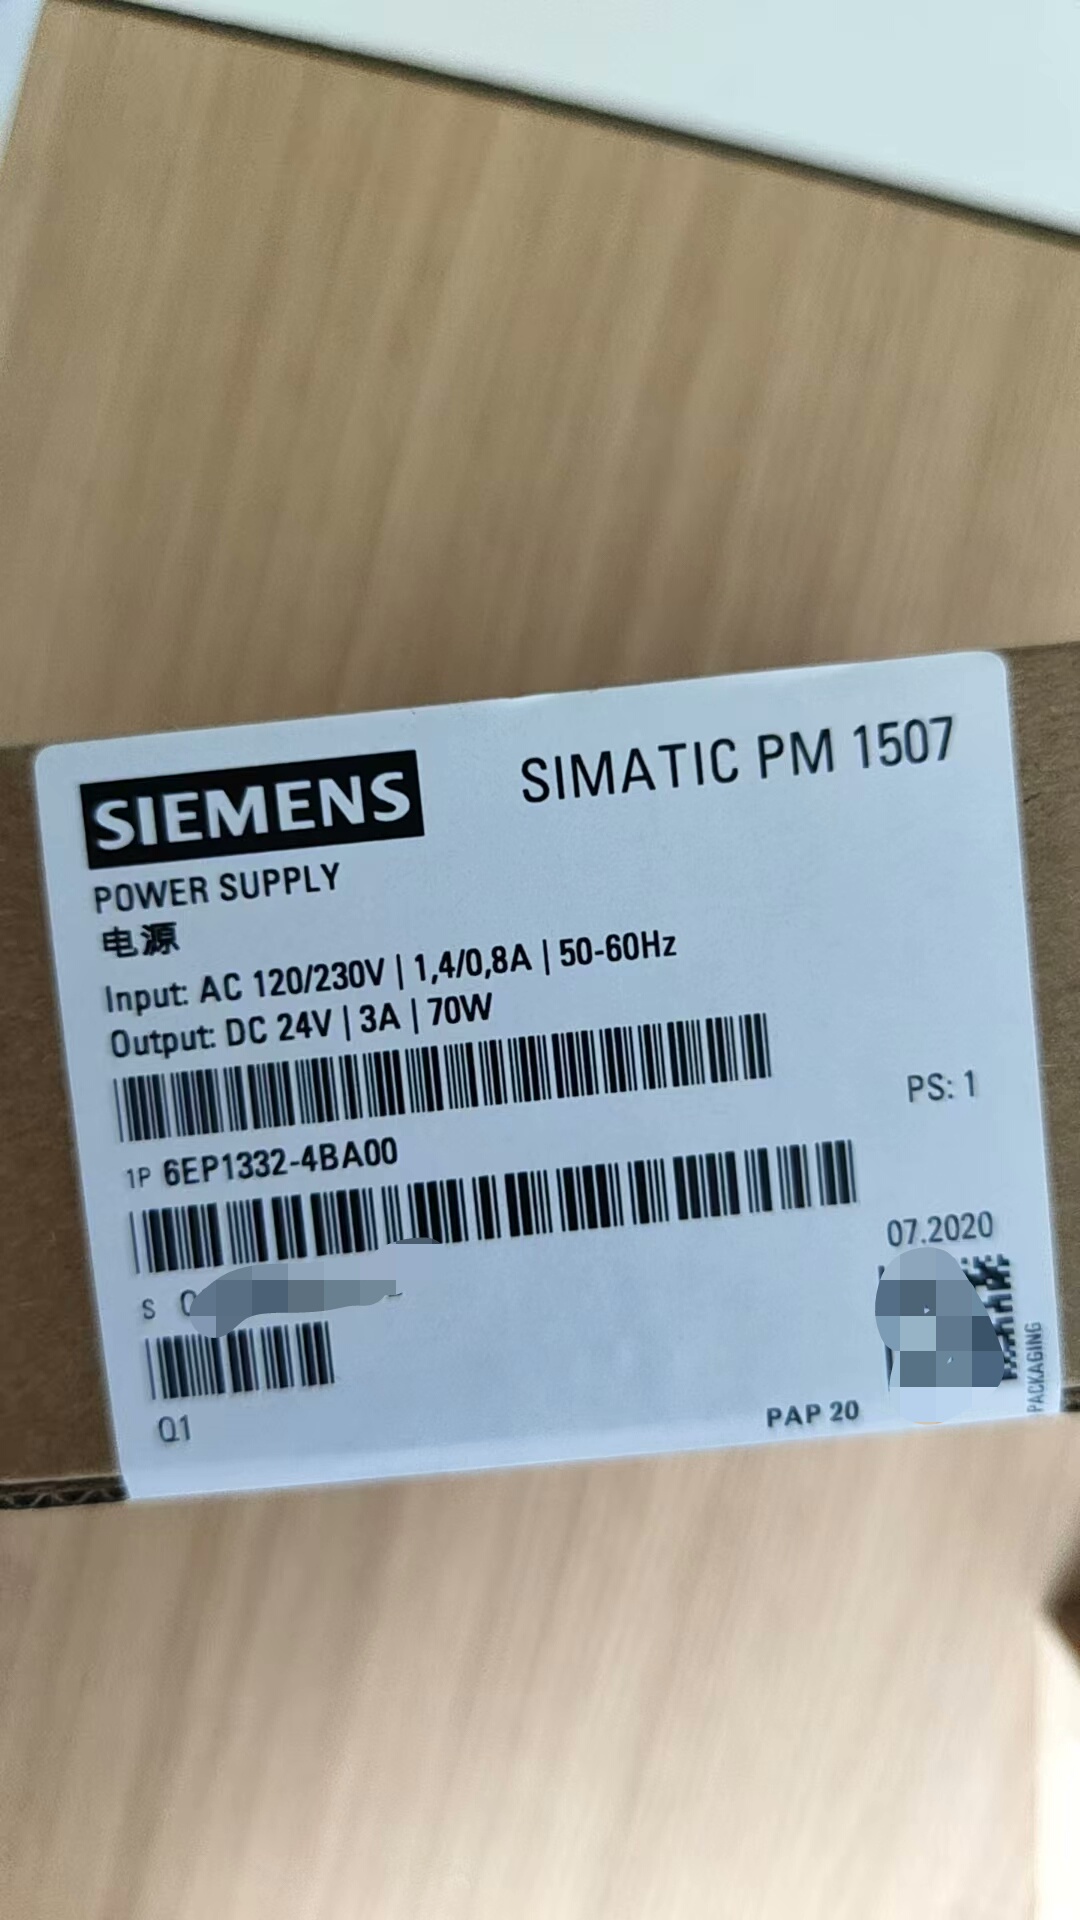 SIEMENS
SIMATIC PM 1507
POWER SUPPLY
电源
Input: AC 120/230V | 1,4/0,8A | 50-60Hz
Output: DC 24V | 3A | 70W
PS: 1
1P 6EP1332-4BA00
07.2020
S
Q1
PAP 20
PACKAGING